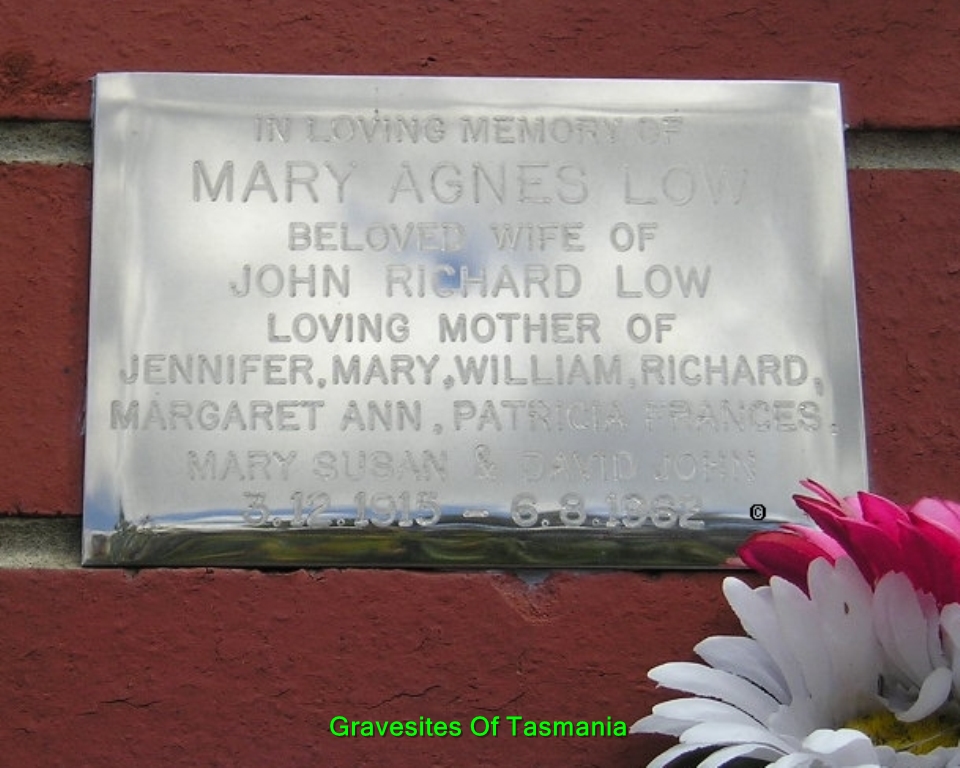 IN LOVING MEMORY OF
MARY AGNES LOW
BELOVED WIFE OF
JOHN RICHARD LOW
LOVING MOTHER OF
JENNIFER, MARY, WILLIAM, RICHARD,
MARGARET ANN, PATRICIA FRANCES,
MARY SUSAN & DAVID JOHN
3.12.1915 - 6.8.1962
©
Gravesites Of Tasmania